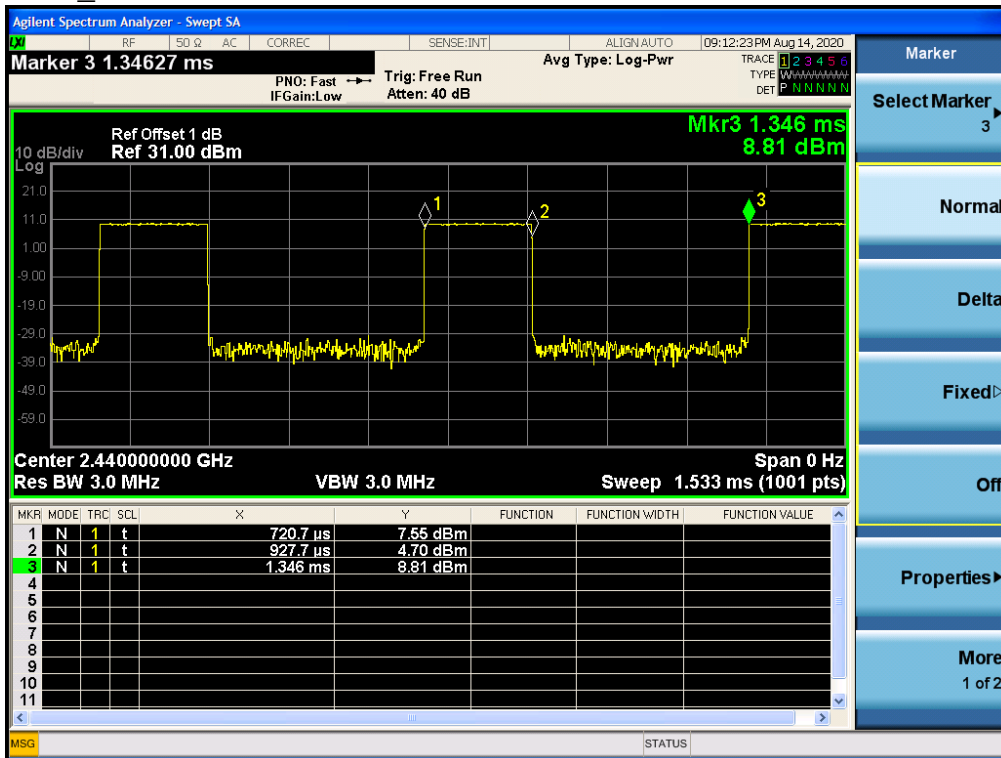 Agilent Spectrum Analyzer - Swept SA
LXI RF 50 Ω AC CORREC SENSE:INT ALIGN AUTO 09:12:23 PM Aug 14, 2020
Marker 3 1.34627 ms
PNO: Fast
IFGain:Low
Trig: Free Run
Atten: 40 dB
Avg Type: Log-Pwr
TRACE 1 2 3 4 5 6
TYPE W
DET P N N N N N
Marker
Select Marker
3
Normal
Delta
Fixed
Off
Properties
More
1 of 2
Ref Offset 1 dB
10 dB/div Ref 31.00 dBm
Log
Mkr3 1.346 ms
8.81 dBm
21.0
11.0
1.00
-9.00
-19.0
-29.0
-39.0
-49.0
-59.0
1
2
3
Center 2.440000000 GHz Span 0 Hz
Res BW 3.0 MHz VBW 3.0 MHz Sweep 1.533 ms (1001 pts)
MKR MODE TRC SCL X Y FUNCTION FUNCTION WIDTH FUNCTION VALUE
1 N 1 t 720.7 µs 7.55 dBm
2 N 1 t 927.7 µs 4.70 dBm
3 N 1 t 1.346 ms 8.81 dBm
4
5
6
7
8
9
10
11
MSG STATUS